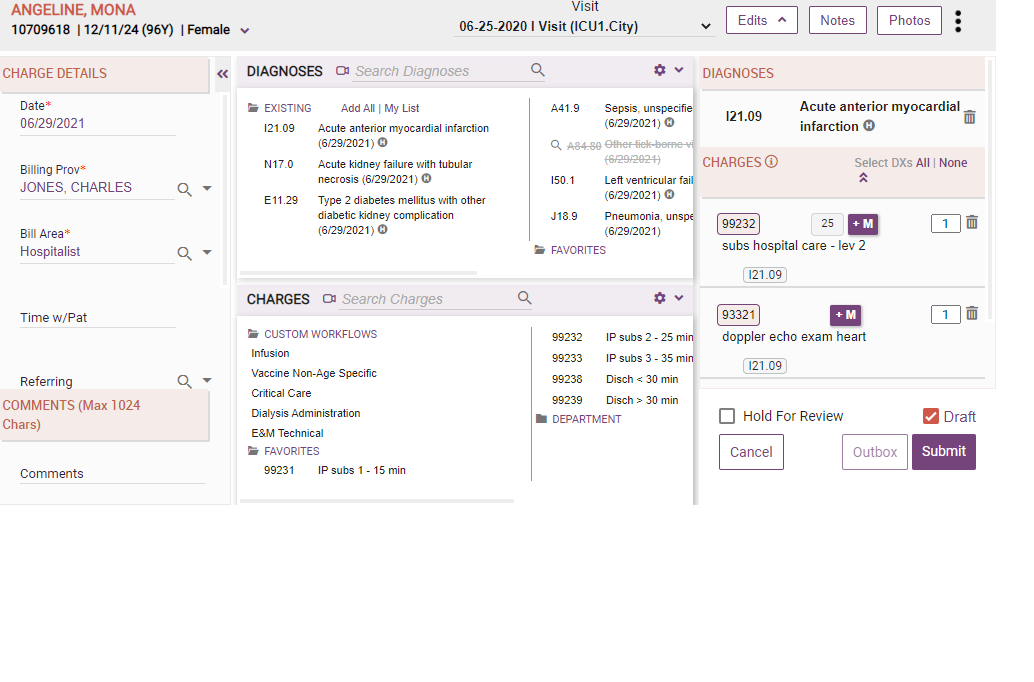 ANGELINE, MONA
10709618 | 12/11/24 (96Y) | Female
Visit
06-25-2020 I Visit (ICU1.City)
Edits
Notes
Photos
CHARGE DETAILS
Date*
06/29/2021
Billing Prov*
JONES, CHARLES
Bill Area*
Hospitalist
Time w/Pat
Referring
COMMENTS (Max 1024
Chars)
Comments
DIAGNOSES
Search Diagnoses
EXISTING
Add All | My List
I21.09 Acute anterior myocardial infarction
(6/29/2021) H
N17.0 Acute kidney failure with tubular
necrosis (6/29/2021) H
E11.29 Type 2 diabetes mellitus with other
diabetic kidney complication
(6/29/2021) H
A41.9 Sepsis, unspecifie
(6/29/2021) H
A84.80 Other tick-borne vi
(6/29/2021)
I50.1 Left ventricular fail
(6/29/2021) H
J18.9 Pneumonia, unspe
(6/29/2021)
FAVORITES
CHARGES
Search Charges
CUSTOM WORKFLOWS
Infusion
Vaccine Non-Age Specific
Critical Care
Dialysis Administration
E&M Technical
FAVORITES
99231 IP subs 1 - 15 min
99232 IP subs 2 - 25 min
99233 IP subs 3 - 35 min
99238 Disch < 30 min
99239 Disch > 30 min
DEPARTMENT
DIAGNOSES
I21.09 Acute anterior myocardial
infarction H
CHARGES
Select DXs All | None
99232 25 + M 1
subs hospital care - lev 2
I21.09
93321 + M 1
doppler echo exam heart
I21.09
Hold For Review
Draft
Cancel
Outbox
Submit